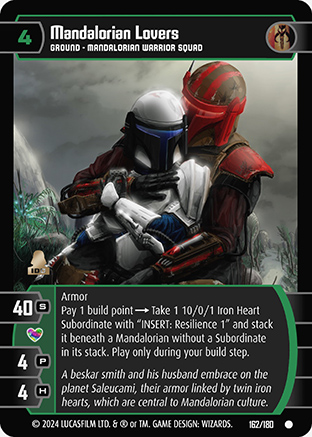 4
Mandalorian Lovers
GROUND - MANDALORIAN WARRIOR SQUAD
40 S
4 P
4 H
Armor
Pay 1 build point → Take 1 10/0/1 Iron Heart
Subordinate with “INSERT: Resilience 1” and stack
it beneath a Mandalorian without a Subordinate
in its stack. Play only during your build step.
A beskar smith and his husband embrace on the
planet Saleucami, their armor linked by twin iron
hearts, which are central to Mandalorian culture.
© 2024 LUCASFILM LTD. & ® or TM. GAME DESIGN: WIZARDS.
162/180